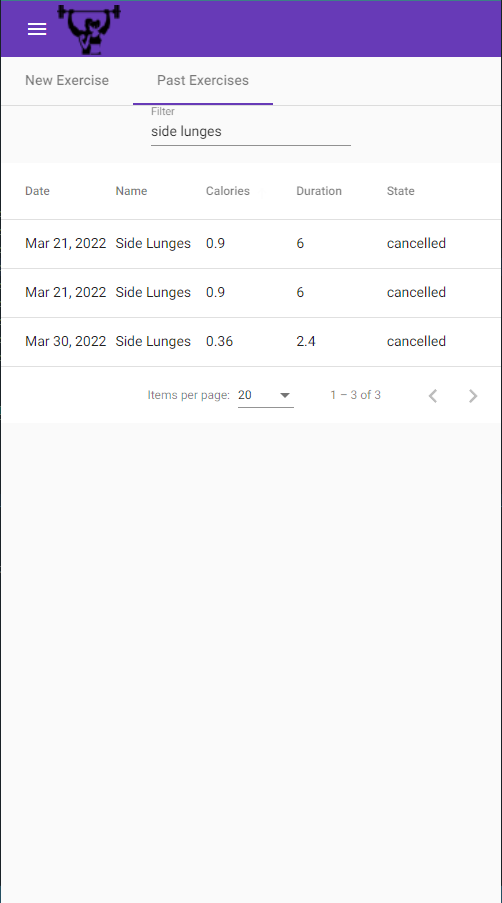 New Exercise Past Exercises
Filter
side lunges
Date Name Calories Duration State
Mar 21, 2022 Side Lunges 0.9 6 cancelled
Mar 21, 2022 Side Lunges 0.9 6 cancelled
Mar 30, 2022 Side Lunges 0.36 2.4 cancelled
Items per page: 20 1 – 3 of 3